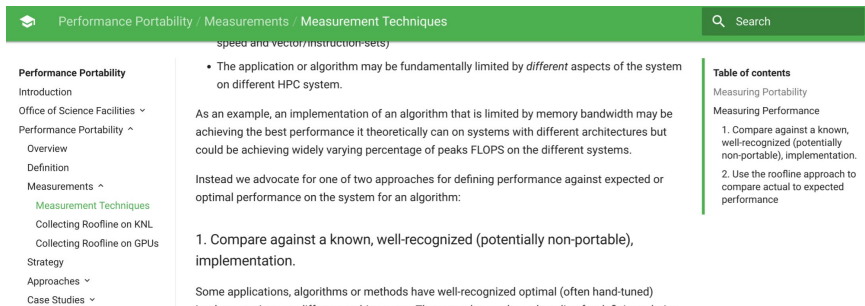 Performance Portability / Measurements / Measurement Techniques
Search
Performance Portability
Introduction
Office of Science Facilities
Performance Portability
Overview
Definition
Measurements
Measurement Techniques
Collecting Roofline on KNL
Collecting Roofline on GPUs
Strategy
Approaches
Case Studies
speed and vector/instruction-sets)
• The application or algorithm may be fundamentally limited by different aspects of the system
on different HPC system.
As an example, an implementation of an algorithm that is limited by memory bandwidth may be
achieving the best performance it theoretically can on systems with different architectures but
could be achieving widely varying percentage of peaks FLOPS on the different systems.
Instead we advocate for one of two approaches for defining performance against expected or
optimal performance on the system for an algorithm:
1. Compare against a known, well-recognized (potentially non-portable),
implementation.
Some applications, algorithms or methods have well-recognized optimal (often hand-tuned)
Table of contents
Measuring Portability
Measuring Performance
1. Compare against a known,
well-recognized (potentially
non-portable), implementation.
2. Use the roofline approach to
compare actual to expected
performance